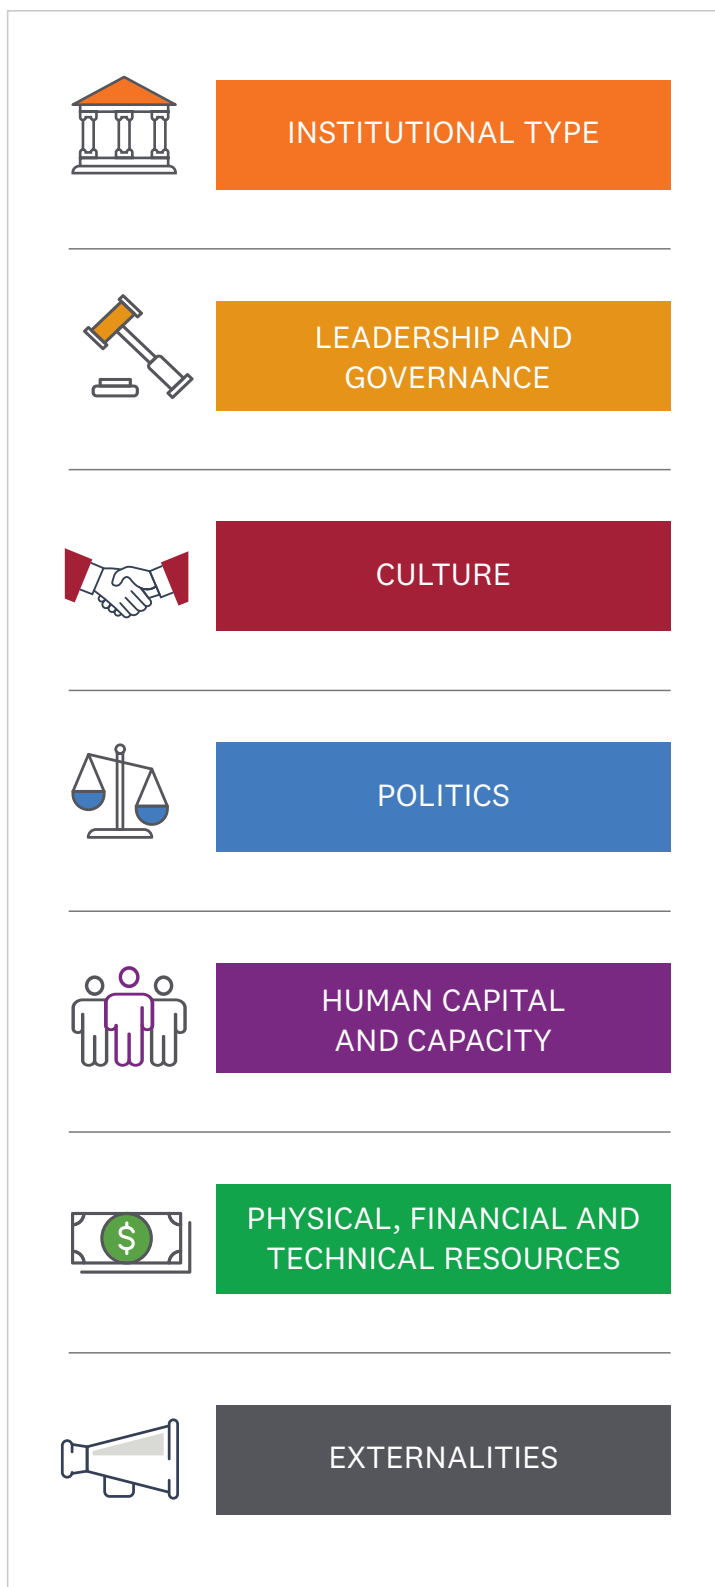 INSTITUTIONAL TYPE
LEADERSHIP AND
GOVERNANCE
CULTURE
POLITICS
HUMAN CAPITAL
AND CAPACITY
$
PHYSICAL, FINANCIAL AND
TECHNICAL RESOURCES
EXTERNALITIES